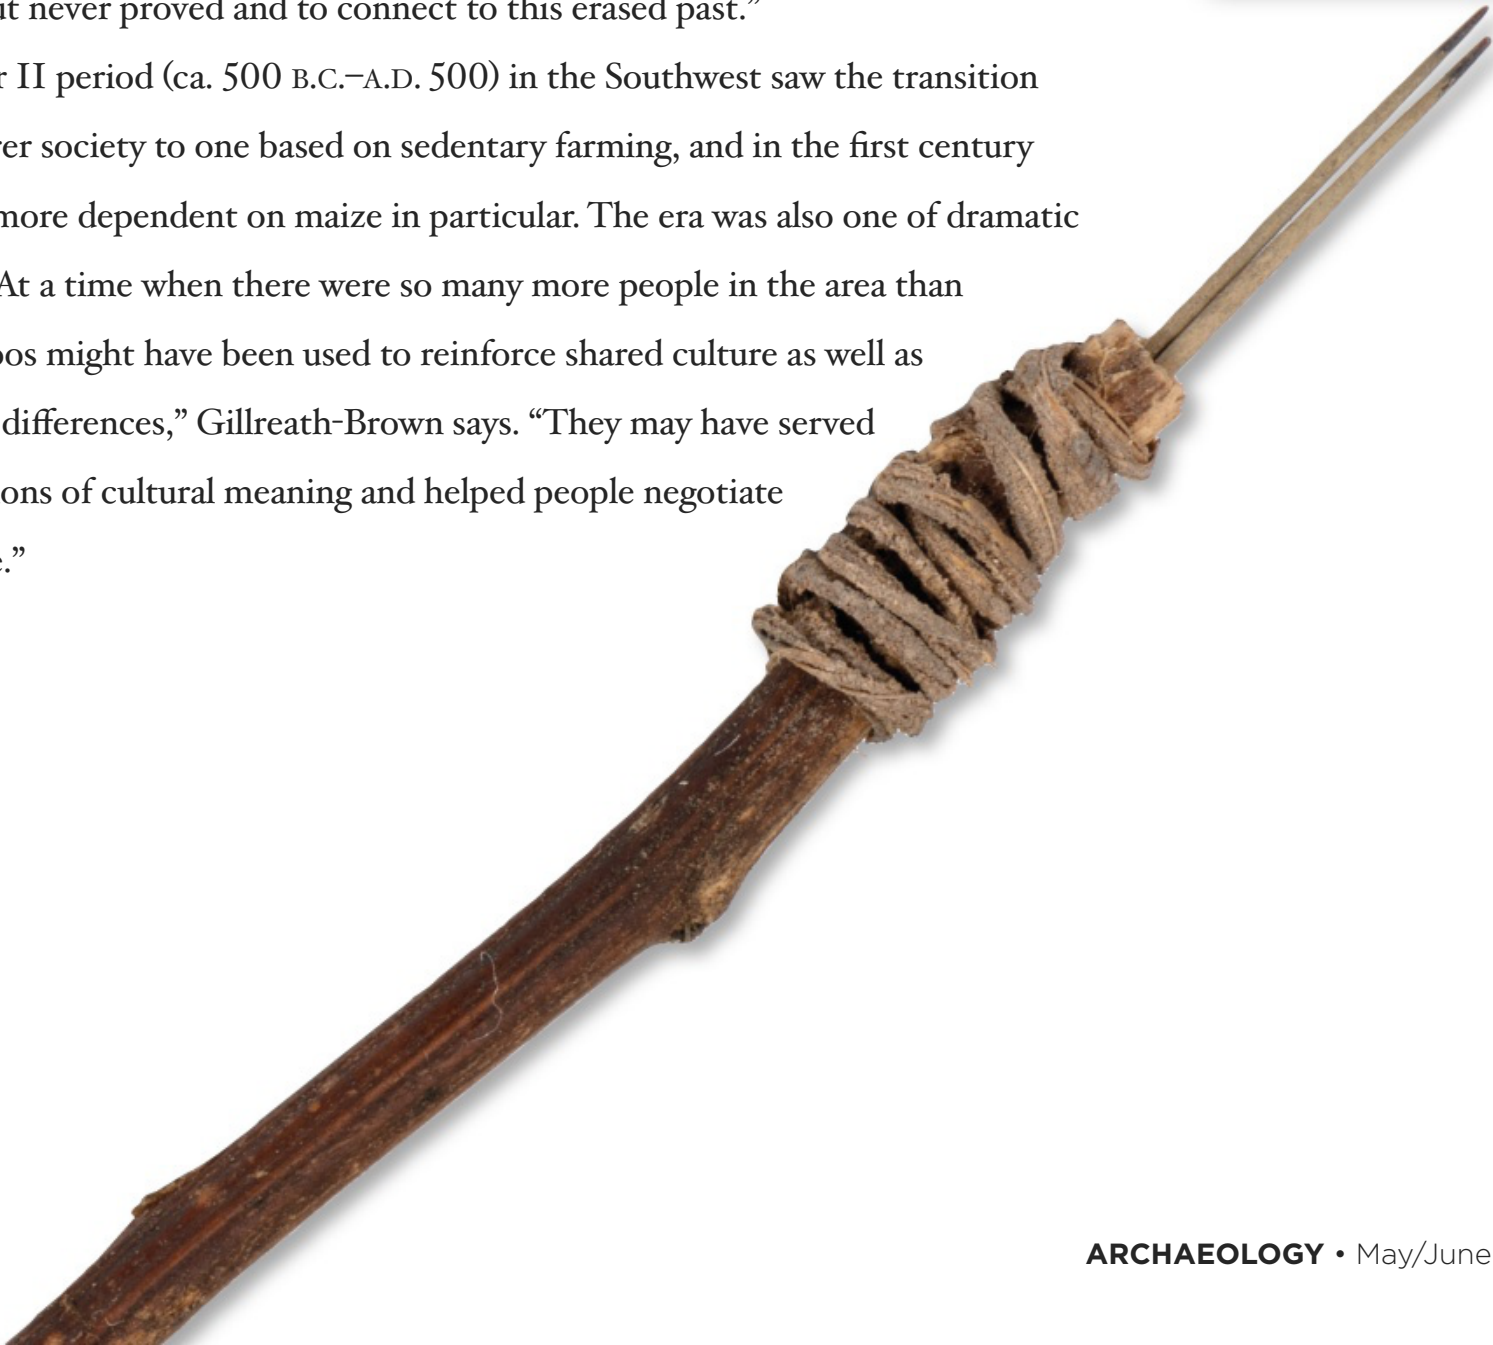 ut never proved and to connect to this erased past.”
r II period (ca. 500 B.C.–A.D. 500) in the Southwest saw the transition
rer society to one based on sedentary farming, and in the first century
more dependent on maize in particular. The era was also one of dramatic
At a time when there were so many more people in the area than
oos might have been used to reinforce shared culture as well as
differences,” Gillreath-Brown says. “They may have served
ons of cultural meaning and helped people negotiate
e.”
ARCHAEOLOGY • May/June